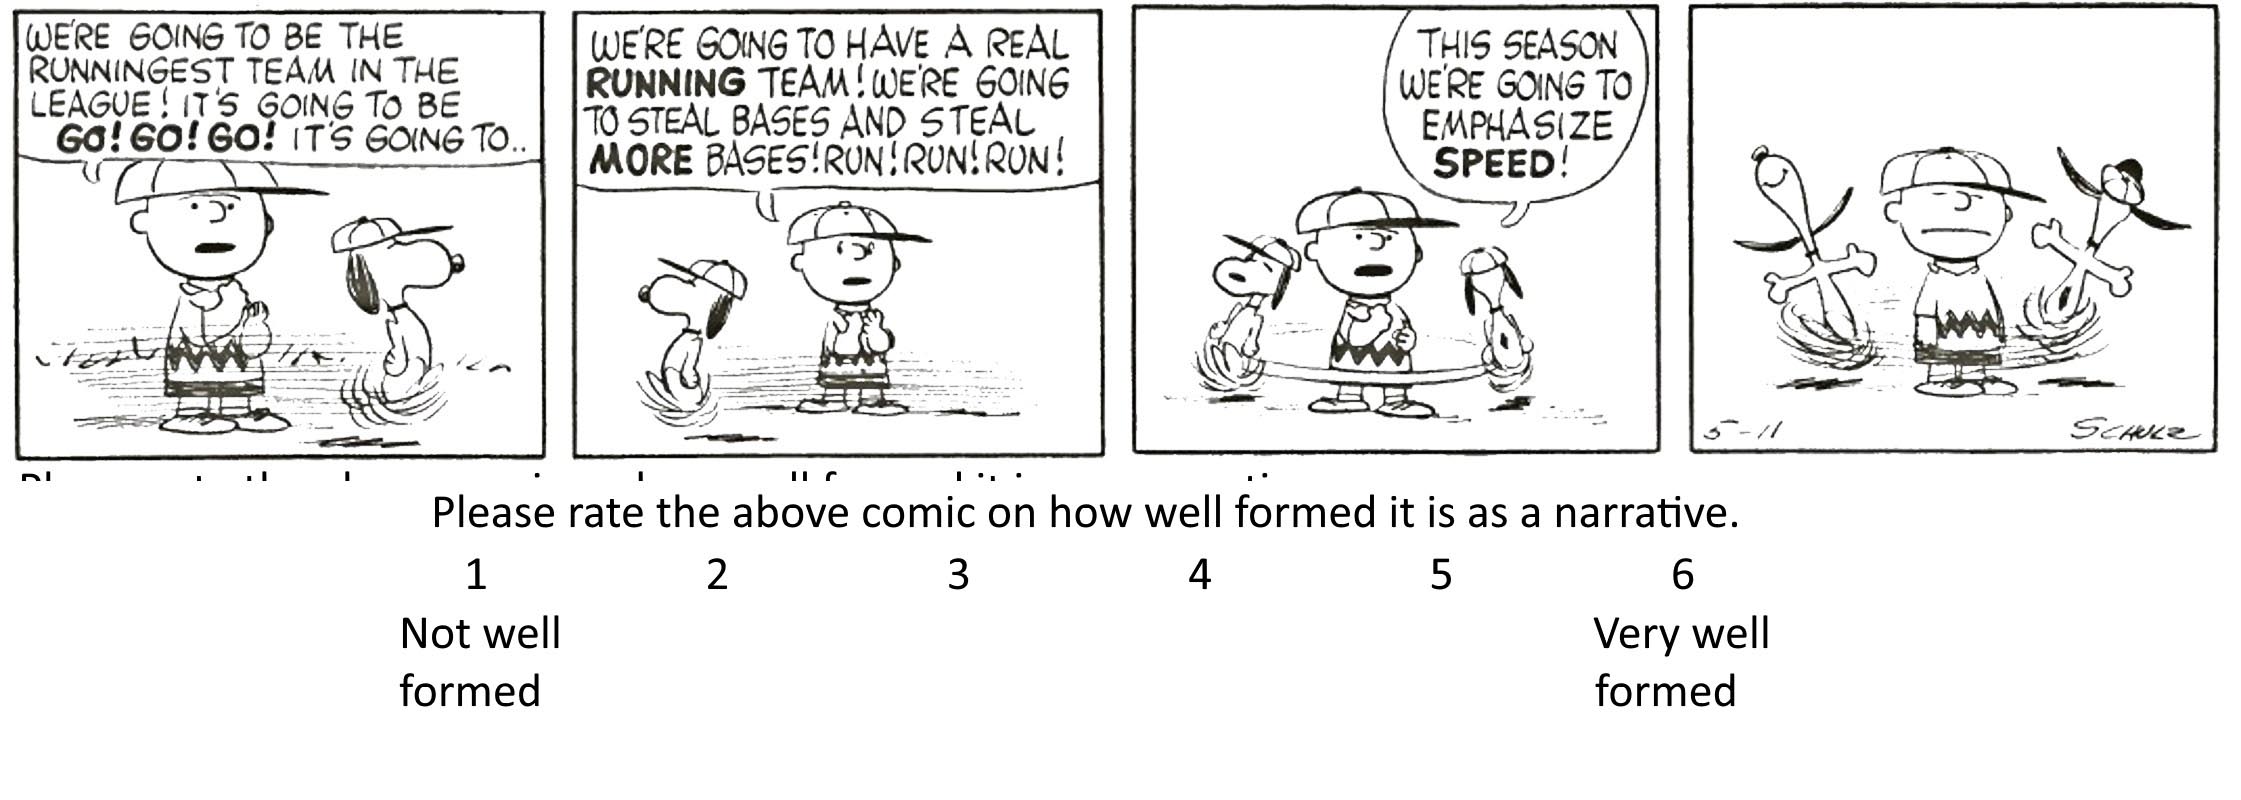 WE'RE GOING TO BE THE
RUNNINGEST TEAM IN THE
LEAGUE! IT'S GOING TO BE
GO! GO! GO! IT'S GOING TO..
WE'RE GOING TO HAVE A REAL
RUNNING TEAM! WE'RE GOING
TO STEAL BASES AND STEAL
MORE BASES! RUN! RUN! RUN!
THIS SEASON
WE'RE GOING TO
EMPHASIZE
SPEED!
5-11
SCHULZ
Please rate the above comic on how well formed it is as a narrative.
1 2 3 4 5 6
Not well
formed
Very well
formed